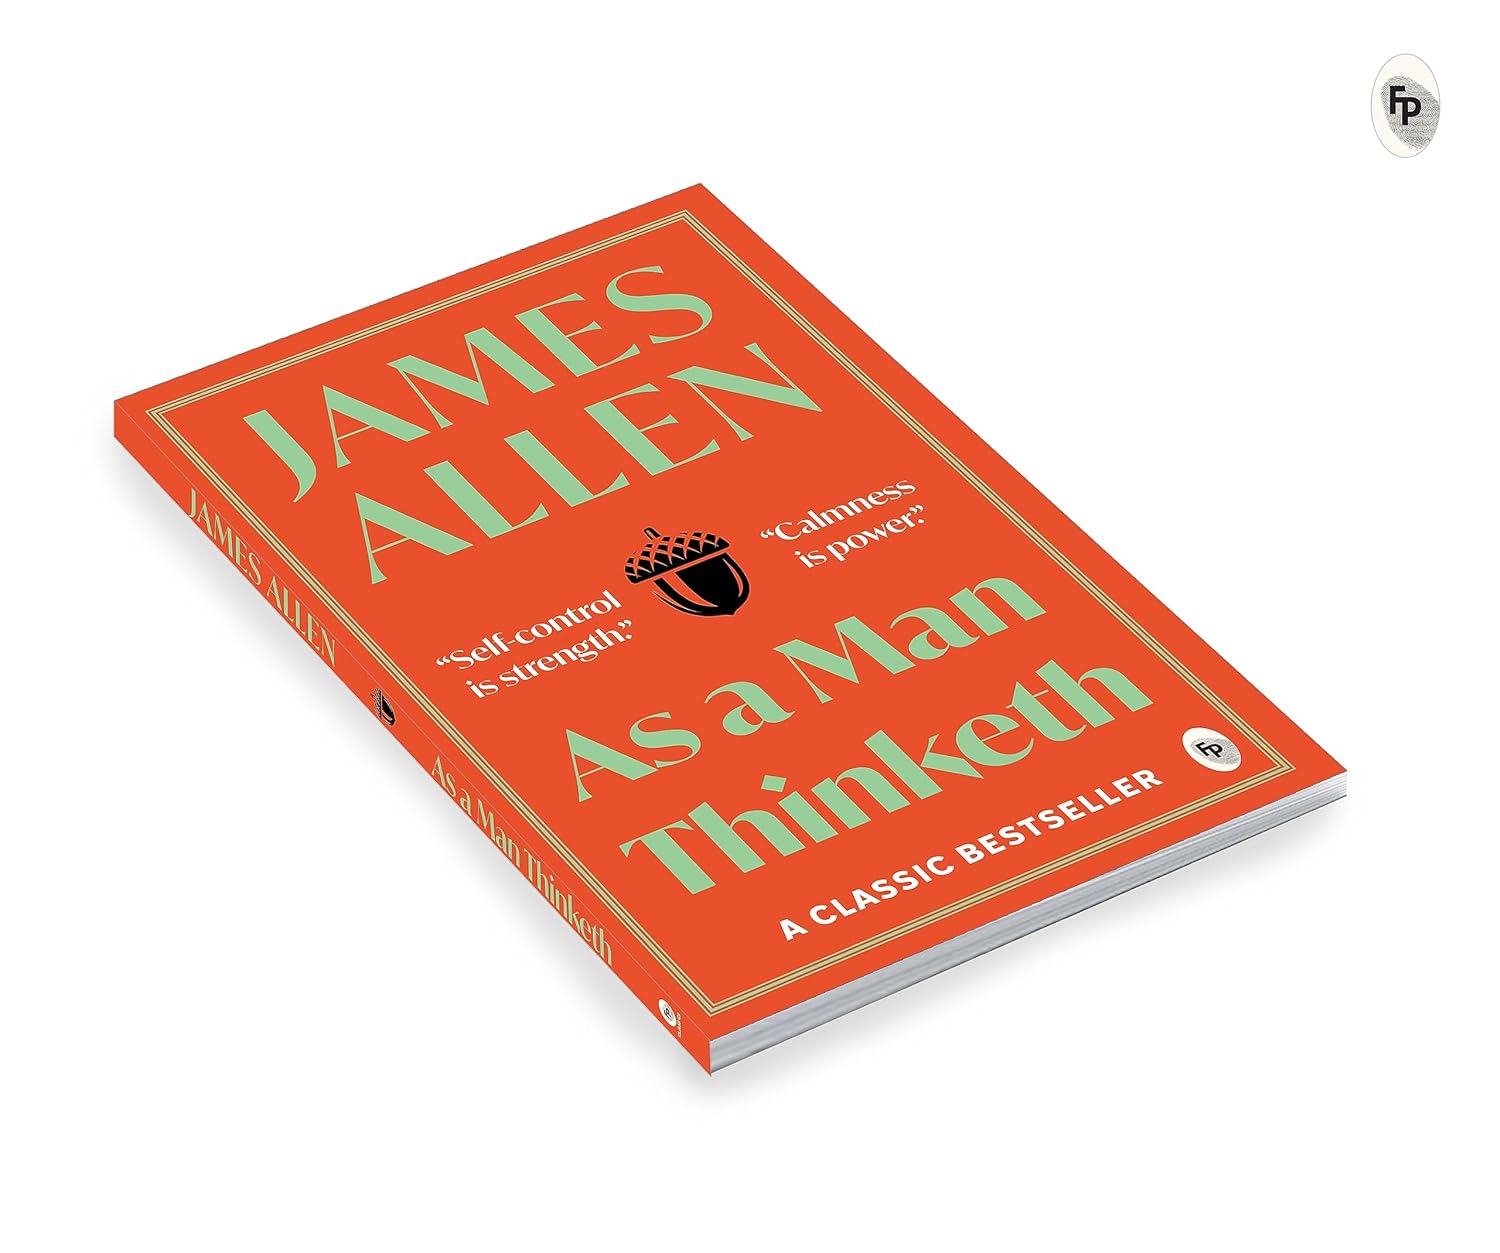 FP
JAMES
ALLEN
“Calmness
is power.”
“Self-control
is strength.”
As a Man
Thinketh
A CLASSIC BESTSELLER
FP
JAMES ALLEN
As a Man Thinketh